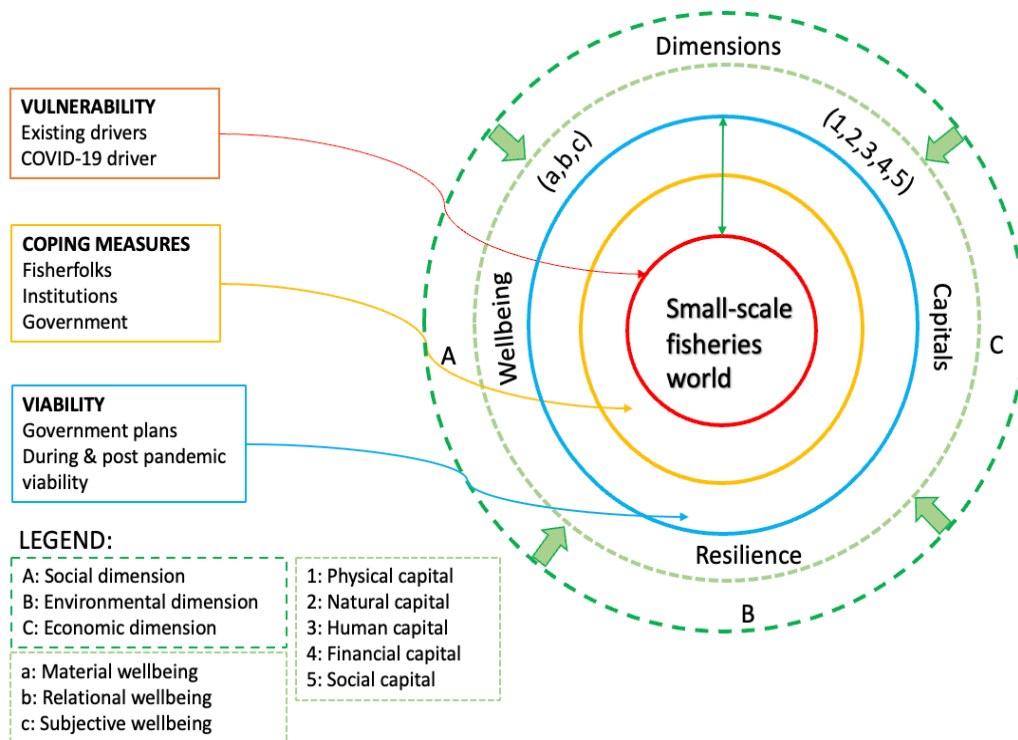 Dimensions
VULNERABILITY
Existing drivers
COVID-19 driver
(a,b,c)
(1,2,3,4,5)
COPING MEASURES
Fisherfolks
Institutions
Government
Wellbeing
Small-scale
fisheries
world
Capitals
A
C
VIABILITY
Government plans
During & post pandemic
viability
Resilience
B
LEGEND:
A: Social dimension
B: Environmental dimension
C: Economic dimension
a: Material wellbeing
b: Relational wellbeing
c: Subjective wellbeing
1: Physical capital
2: Natural capital
3: Human capital
4: Financial capital
5: Social capital